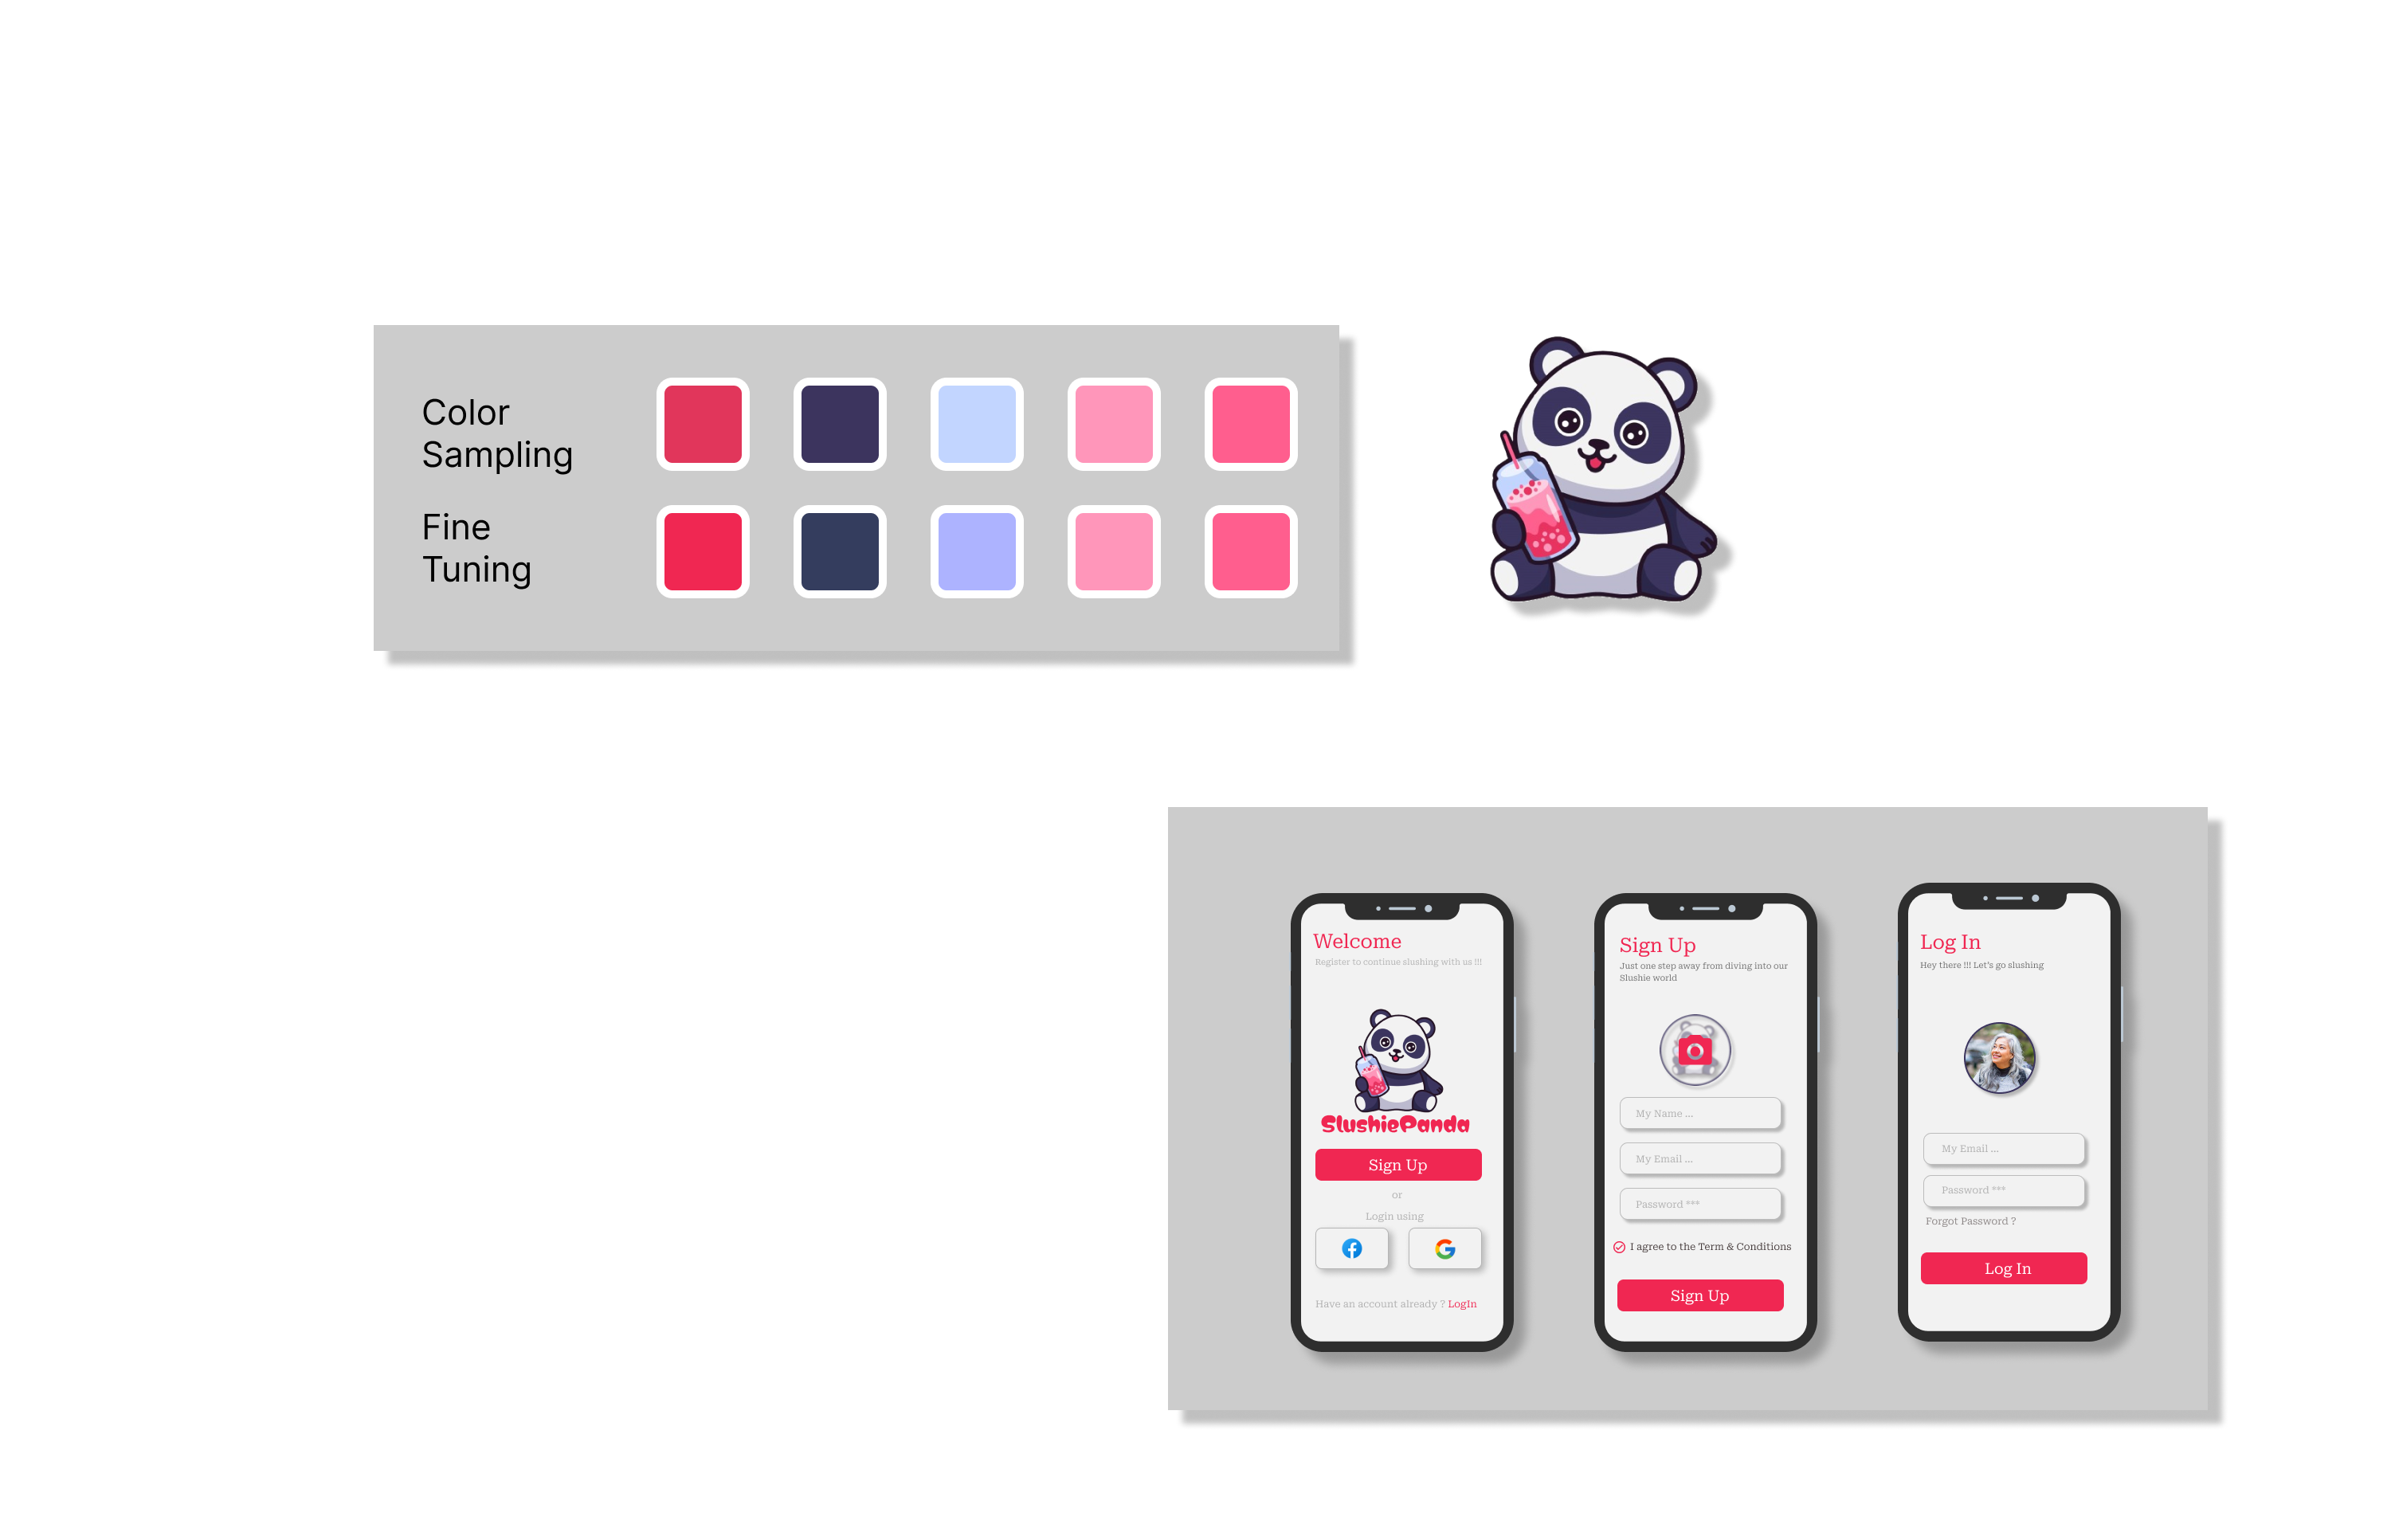 Color
Sampling
Fine
Tuning
Welcome
Register to continue slushing with us !!!
SlushiePanda
Sign Up
or
Login using
Have an account already ? LogIn
Sign Up
Just one step away from diving into our
Slushie world
My Name ...
My Email ...
Password ***
I agree to the Term & Conditions
Sign Up
Log In
Hey there !!! Let's go slushing
My Email ...
Password ***
Forgot Password ?
Log In